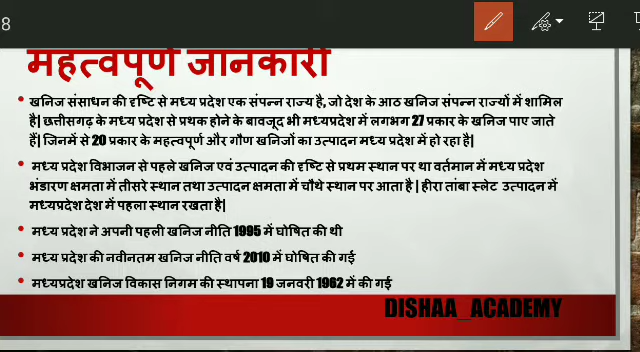 8
महत्वपूर्ण जानकारी
• खनिज संसाधन की दृष्टि से मध्य प्रदेश एक संपन्न राज्य है, जो देश के आठ खनिज संपन्न राज्यों में शामिल
है| छत्तीसगढ़ के मध्य प्रदेश से प्रथक होने के बावजूद भी मध्यप्रदेश में लगभग 27 प्रकार के खनिज पाए जाते
हैं| जिनमें से 20 प्रकार के महत्वपूर्ण और गौण खनिजों का उत्पादन मध्य प्रदेश में हो रहा है|
• मध्य प्रदेश विभाजन से पहले खनिज एवं उत्पादन की दृष्टि से प्रथम स्थान पर था वर्तमान में मध्य प्रदेश
भंडारण क्षमता में तीसरे स्थान तथा उत्पादन क्षमता में चौथे स्थान पर आता है | हीरा तांबा स्लेट उत्पादन में
मध्यप्रदेश देश में पहला स्थान रखता है|
• मध्य प्रदेश ने अपनी पहली खनिज नीति 1995 में घोषित की थी
• मध्य प्रदेश की नवीनतम खनिज नीति वर्ष 2010 में घोषित की गई
• मध्यप्रदेश खनिज विकास निगम की स्थापना 19 जनवरी 1962 में की गई
DISHAA_ACADEMY